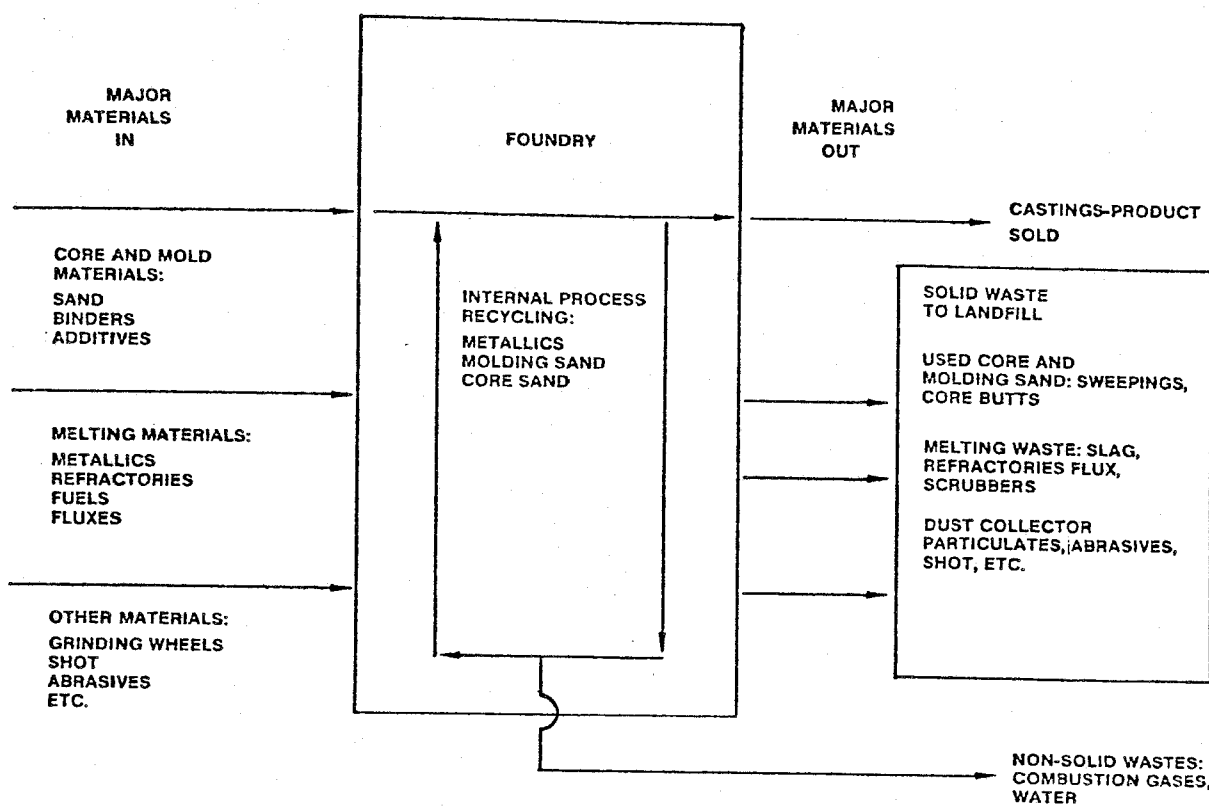 MAJOR
MATERIALS
IN
FOUNDRY
MAJOR
MATERIALS
OUT
CORE AND MOLD
MATERIALS:
SAND
BINDERS
ADDITIVES
MELTING MATERIALS:
METALLICS
REFRACTORIES
FUELS
FLUXES
OTHER MATERIALS:
GRINDING WHEELS
SHOT
ABRASIVES
ETC.
INTERNAL PROCESS
RECYCLING:
METALLICS
MOLDING SAND
CORE SAND
CASTINGS-PRODUCT
SOLD
SOLID WASTE
TO LANDFILL
USED CORE AND
MOLDING SAND: SWEEPINGS,
CORE BUTTS
MELTING WASTE: SLAG,
REFRACTORIES FLUX,
SCRUBBERS
DUST COLLECTOR
PARTICULATES, ABRASIVES,
SHOT, ETC.
NON-SOLID WASTES:
COMBUSTION GASES,
WATER